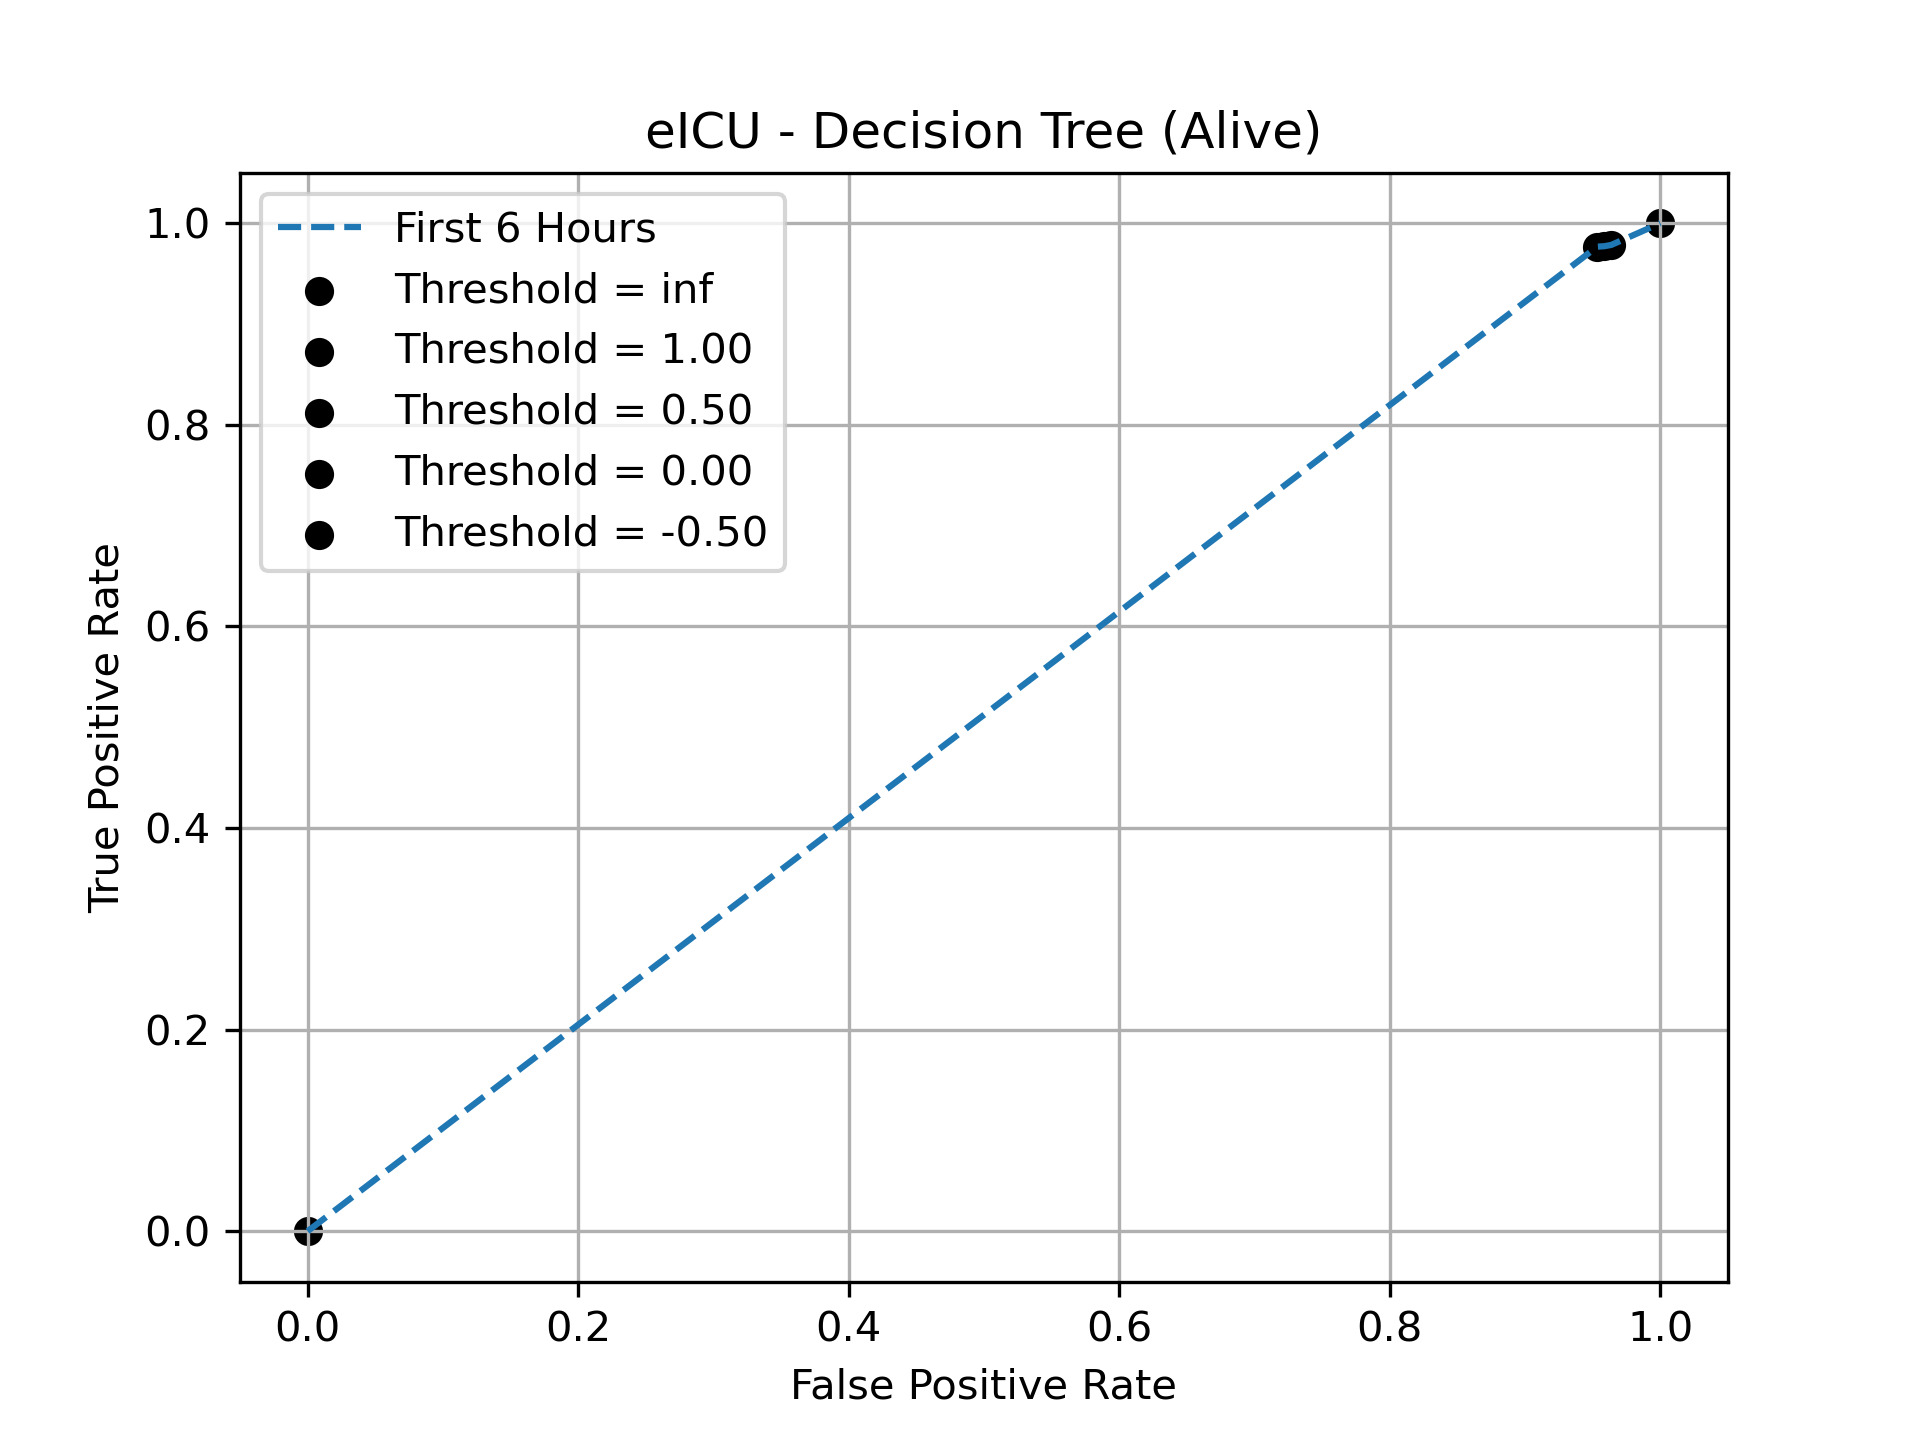 eICU - Decision Tree (Alive)
First 6 Hours
Threshold = inf
Threshold = 1.00
Threshold = 0.50
Threshold = 0.00
Threshold = -0.50
True Positive Rate
1.0
0.8
0.6
0.4
0.2
0.0
0.0 0.2 0.4 0.6 0.8 1.0
False Positive Rate